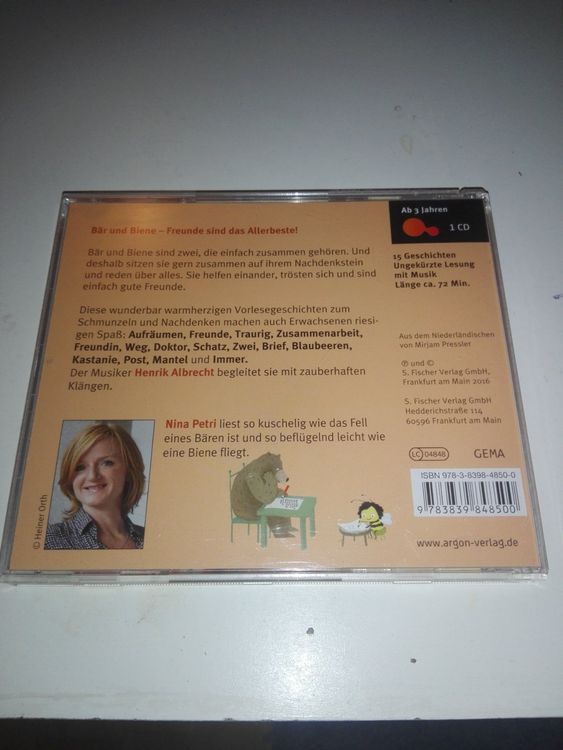 Bär und Biene – Freunde sind das Allerbeste!
Bär und Biene sind zwei, die einfach zusammen gehören. Und
deshalb sitzen sie gern zusammen auf ihrem Nachdenkstein
und reden über alles. Sie helfen einander, trösten sich und sind
einfach gute Freunde.
Diese wunderbar warmherzigen Vorlesegeschichten zum
Schmunzeln und Nachdenken machen auch Erwachsenen riesi-
gen Spaß: Aufräumen, Freunde, Traurig, Zusammenarbeit,
Freundin, Weg, Doktor, Schatz, Zwei, Brief, Blaubeeren,
Kastanie, Post, Mantel und Immer.
Der Musiker Henrik Albrecht begleitet sie mit zauberhaften
Klängen.
Nina Petri liest so kuschelig wie das Fell
eines Bären ist und so beflügelnd leicht wie
eine Biene fliegt.
© Heiner Orth
Ab 3 Jahren
1 CD
15 Geschichten
Ungekürzte Lesung
mit Musik
Länge ca. 72 Min.
Aus dem Niederländischen
von Mirjam Pressler
℗ und ©
S. Fischer Verlag GmbH,
Frankfurt am Main 2016
S. Fischer Verlag GmbH
Hedderichstraße 114
60596 Frankfurt am Main
LC 04848 GEMA
ISBN 978-3-8398-4850-0
9 783839 848500
www.argon-verlag.de